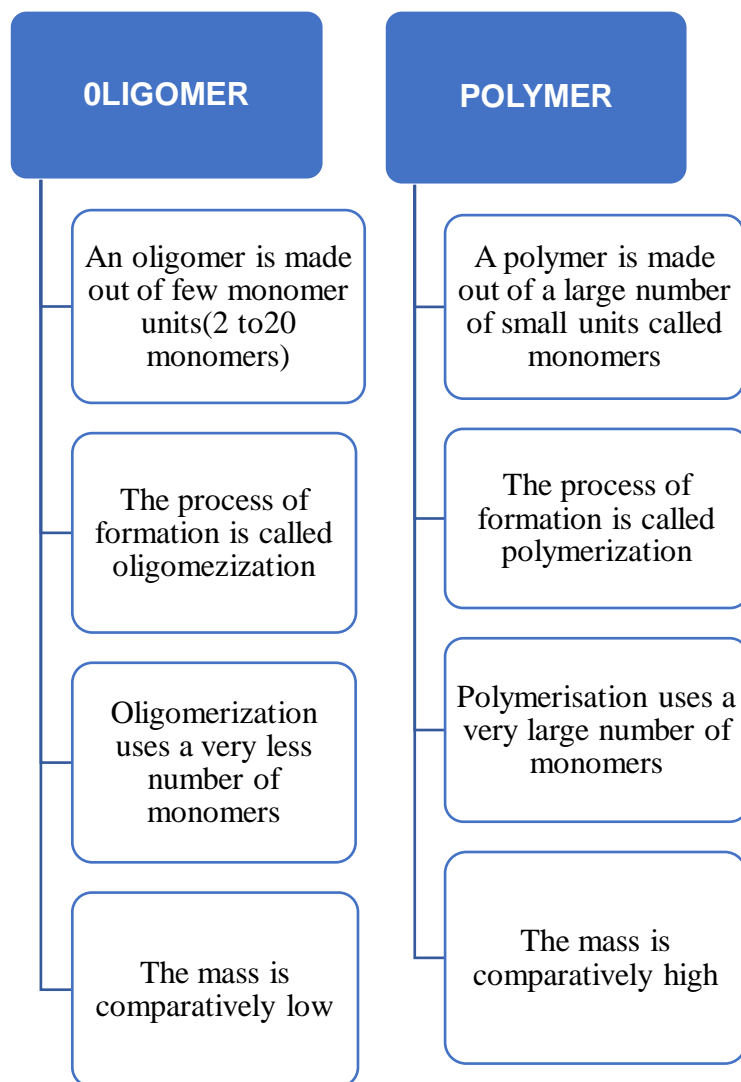 0LIGOMER
An oligomer is made
out of few monomer
units(2 to20
monomers)
The process of
formation is called
oligomezization
Oligomerization
uses a very less
number of
monomers
The mass is
comparatively low
POLYMER
A polymer is made
out of a large number
of small units called
monomers
The process of
formation is called
polymerization
Polymerisation uses a
very large number of
monomers
The mass is
comparatively high